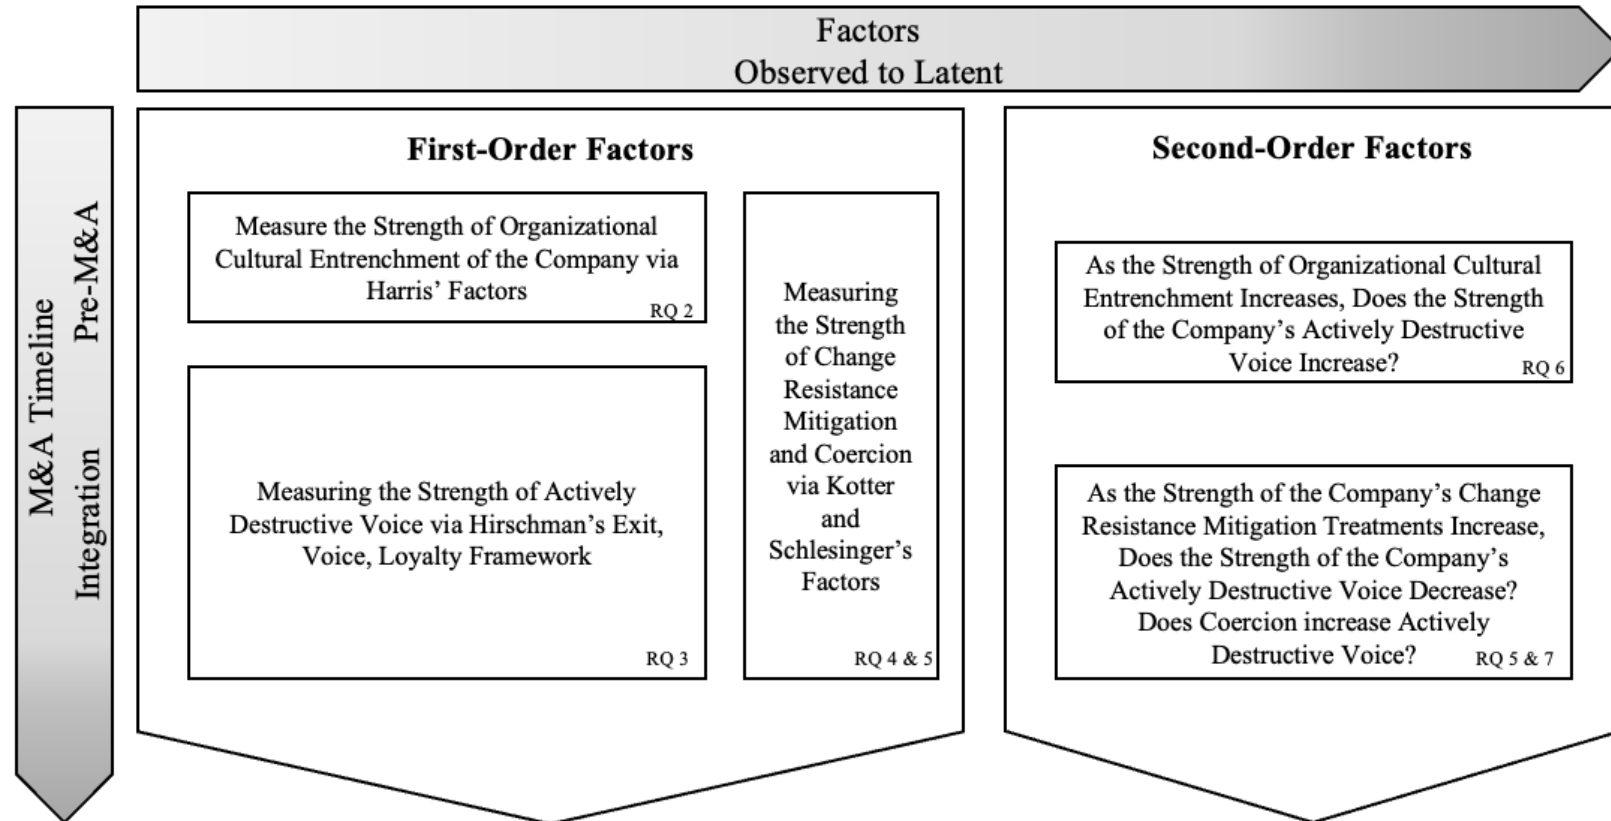 Factors
Observed to Latent
M&A Timeline
Pre-M&A
Integration
First-Order Factors
Measure the Strength of Organizational
Cultural Entrenchment of the Company via
Harris’ Factors
RQ 2
Measuring the Strength of Actively
Destructive Voice via Hirschman’s Exit,
Voice, Loyalty Framework
RQ 3
Measuring
the Strength
of Change
Resistance
Mitigation
and Coercion
via Kotter
and
Schlesinger’s
Factors
RQ 4 & 5
Second-Order Factors
As the Strength of Organizational Cultural
Entrenchment Increases, Does the Strength
of the Company’s Actively Destructive
Voice Increase?
RQ 6
As the Strength of the Company’s Change
Resistance Mitigation Treatments Increase,
Does the Strength of the Company’s
Actively Destructive Voice Decrease?
Does Coercion increase Actively
Destructive Voice?
RQ 5 & 7